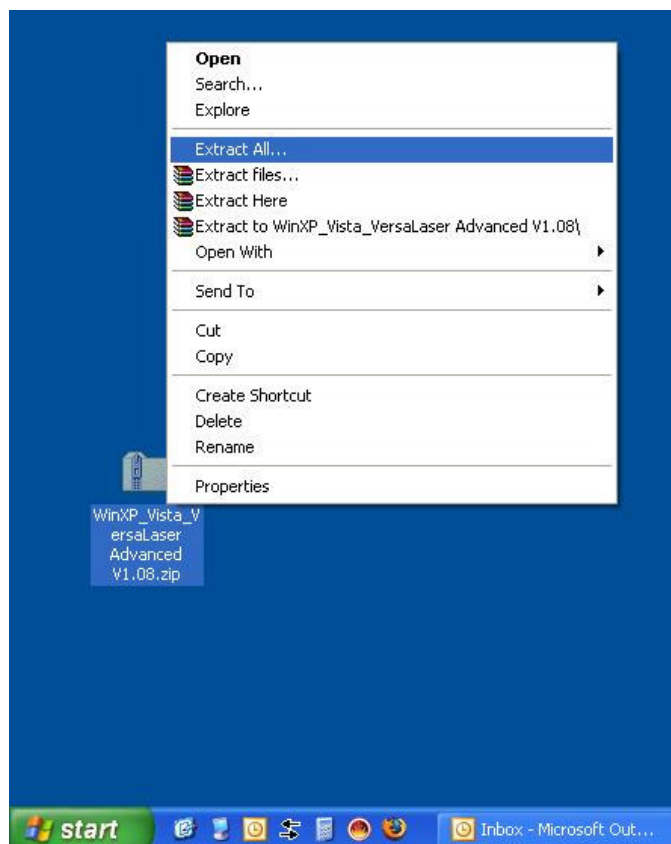 Open
Search...
Explore
Extract All...
Extract files...
Extract Here
Extract to WinXP_Vista_VersaLaser Advanced V1.08\
Open With
Send To
Cut
Copy
Create Shortcut
Delete
Rename
Properties
WinXP_Vista_V
ersaLaser
Advanced
V1.08.zip
start
Inbox - Microsoft Out...